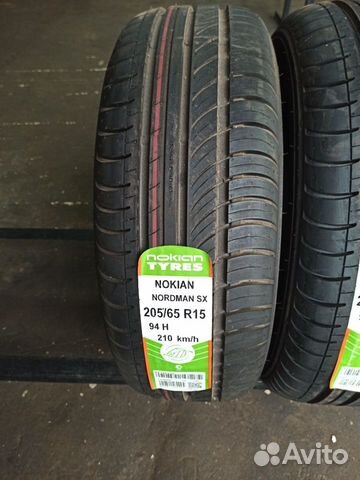 nokian
TYRES
NOKIAN
NORDMAN SX
205/65 R15
94 H
210 km/h
Avito